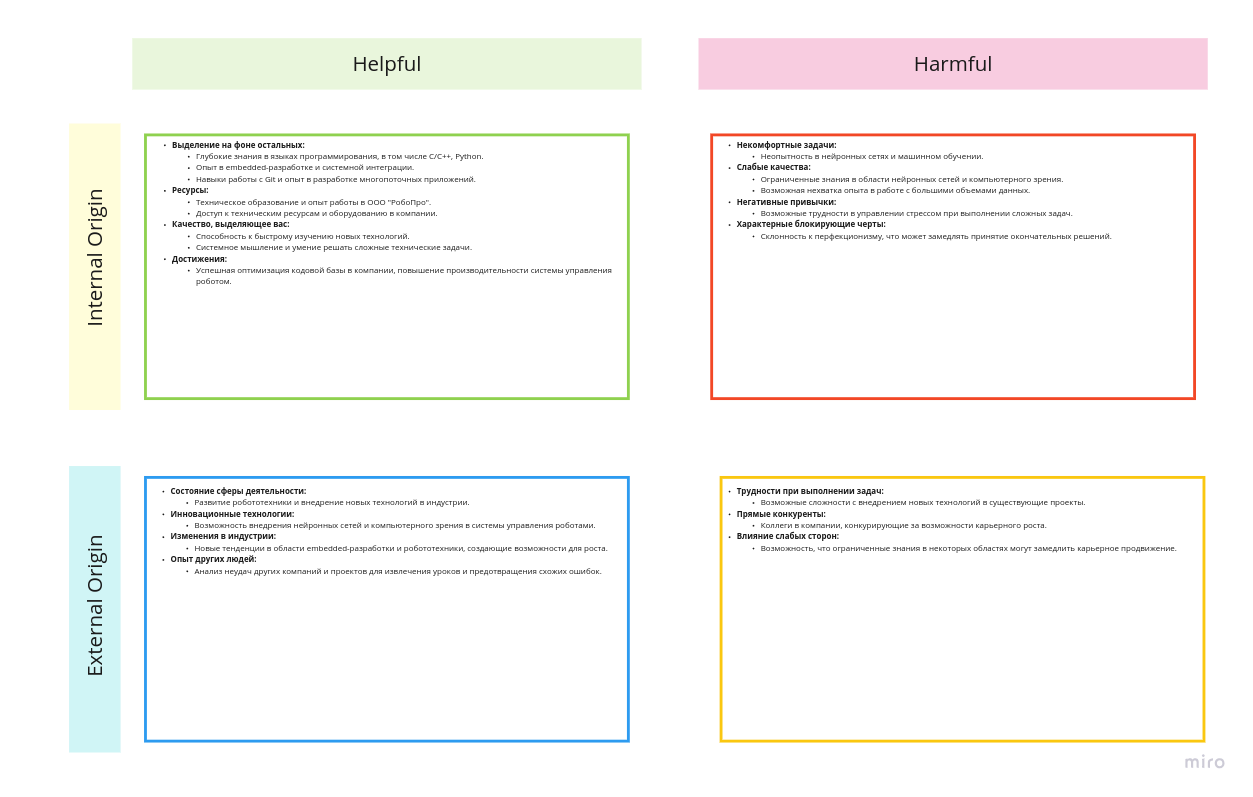 Helpful
Harmful
Internal Origin
• Выделение на фоне остальных:
• Глубокие знания в языках программирования, в том числе C/C++, Python.
• Опыт в embedded-разработке и системной интеграции.
• Навыки работы с Git и опыт в разработке многопоточных приложений.
• Ресурсы:
• Техническое образование и опыт работы в ООО "РобоПро".
• Доступ к техническим ресурсам и оборудованию в компании.
• Качество, выделяющее вас:
• Способность к быстрому изучению новых технологий.
• Системное мышление и умение решать сложные технические задачи.
• Достижения:
• Успешная оптимизация кодовой базы в компании, повышение производительности системы управления
роботом.
• Некомфортные задачи:
• Неопытность в нейронных сетях и машинном обучении.
• Слабые качества:
• Ограниченные знания в области нейронных сетей и компьютерного зрения.
• Возможная нехватка опыта в работе с большими объемами данных.
• Негативные привычки:
• Возможные трудности в управлении стрессом при выполнении сложных задач.
• Характерные блокирующие черты:
• Склонность к перфекционизму, что может замедлять принятие окончательных решений.
External Origin
• Состояние сферы деятельности:
• Развитие робототехники и внедрение новых технологий в индустрии.
• Инновационные технологии:
• Возможность внедрения нейронных сетей и компьютерного зрения в системы управления роботами.
• Изменения в индустрии:
• Новые тенденции в области embedded-разработки и робототехники, создающие возможности для роста.
• Опыт других людей:
• Анализ неудач других компаний и проектов для извлечения уроков и предотвращения схожих ошибок.
• Трудности при выполнении задач:
• Возможные сложности с внедрением новых технологий в существующие проекты.
• Прямые конкуренты:
• Коллеги в компании, конкурирующие за возможности карьерного роста.
• Влияние слабых сторон:
• Возможность, что ограниченные знания в некоторых областях могут замедлить карьерное продвижение.
miro